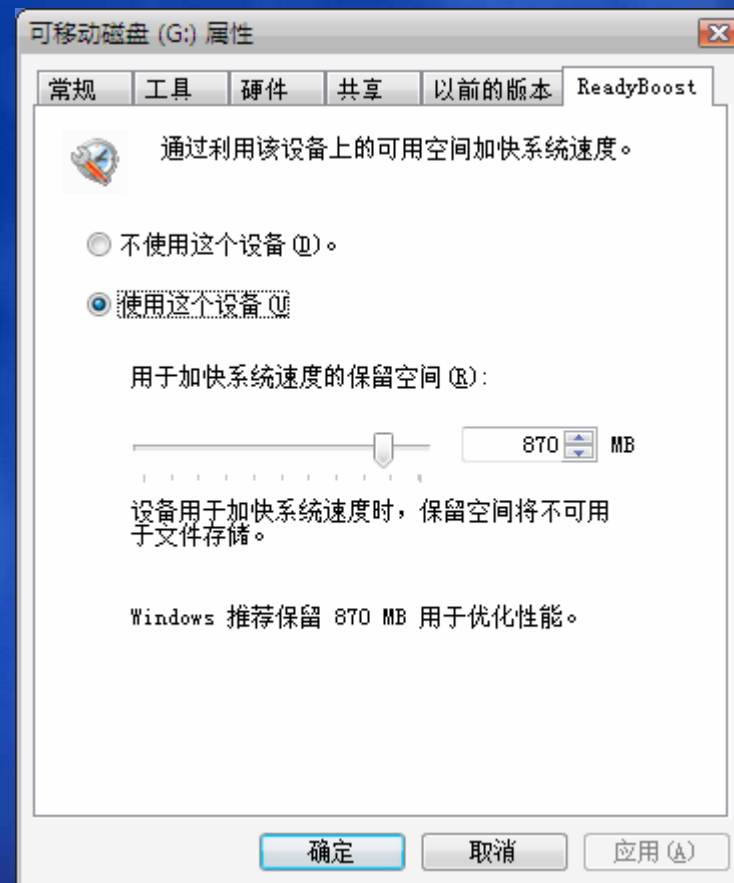 可移动磁盘 (G:) 属性
常规 工具 硬件 共享 以前的版本 ReadyBoost
通过利用该设备上的可用空间加快系统速度。
不使用这个设备(D)。
使用这个设备(U
用于加快系统速度的保留空间(R):
870 MB
设备用于加快系统速度时，保留空间将不可用
于文件存储。
Windows 推荐保留 870 MB 用于优化性能。
确定 取消 应用(A)